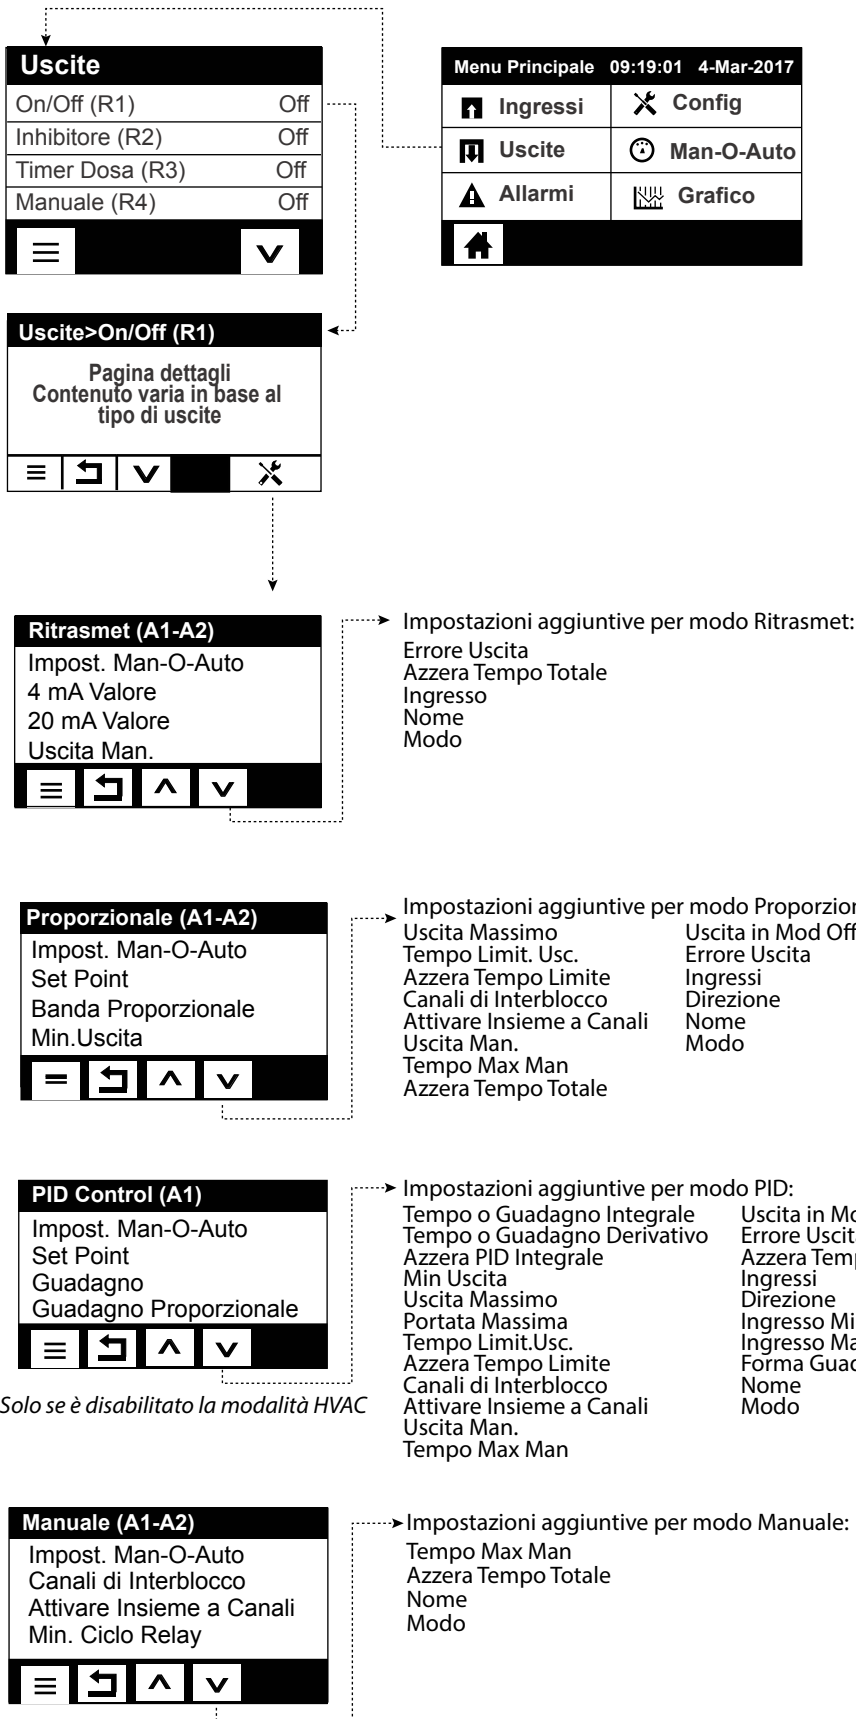 Uscite
On/Off (R1) Off
Inhibitore (R2) Off
Timer Dosa (R3) Off
Manuale (R4) Off
Menu Principale 09:19:01 4-Mar-2017
Ingressi Config
Uscite Man-O-Auto
Allarmi Grafico
Uscite>On/Off (R1)
Pagina dettagli
Contenuto varia in base al
tipo di uscite
Ritrasmet (A1-A2)
Impost. Man-O-Auto
4 mA Valore
20 mA Valore
Uscita Man.
Impostazioni aggiuntive per modo Ritrasmet:
Errore Uscita
Azzera Tempo Totale
Ingresso
Nome
Modo
Proporzionale (A1-A2)
Impost. Man-O-Auto
Set Point
Banda Proporzionale
Min.Uscita
Impostazioni aggiuntive per modo
Uscita Massimo
Tempo Limit. Usc.
Azzera Tempo Limite
Canali di Interblocco
Attivare Insieme a Canali
Uscita Man.
Tempo Max Man
Azzera Tempo Totale
Uscita in Mod Off
Errore Uscita
Ingressi
Direzione
Nome
Modo
PID Control (A1)
Impost. Man-O-Auto
Set Point
Guadagno
Guadagno Proporzionale
Solo se è disabilitato la modalità HVAC
Impostazioni aggiuntive per modo PID:
Tempo o Guadagno Integrale
Tempo o Guadagno Derivativo
Azzera PID Integrale
Min Uscita
Uscita Massimo
Portata Massima
Tempo Limit.Usc.
Azzera Tempo Limite
Canali di Interblocco
Attivare Insieme a Canali
Uscita Man.
Tempo Max Man
Uscita in
Errore
Azzera
Ingressi
Direzione
Ingresso
Ingresso
Forma
Nome
Modo
Manuale (A1-A2)
Impost. Man-O-Auto
Canali di Interblocco
Attivare Insieme a Canali
Min. Ciclo Relay
Impostazioni aggiuntive per modo Manuale:
Tempo Max Man
Azzera Tempo Totale
Nome
Modo